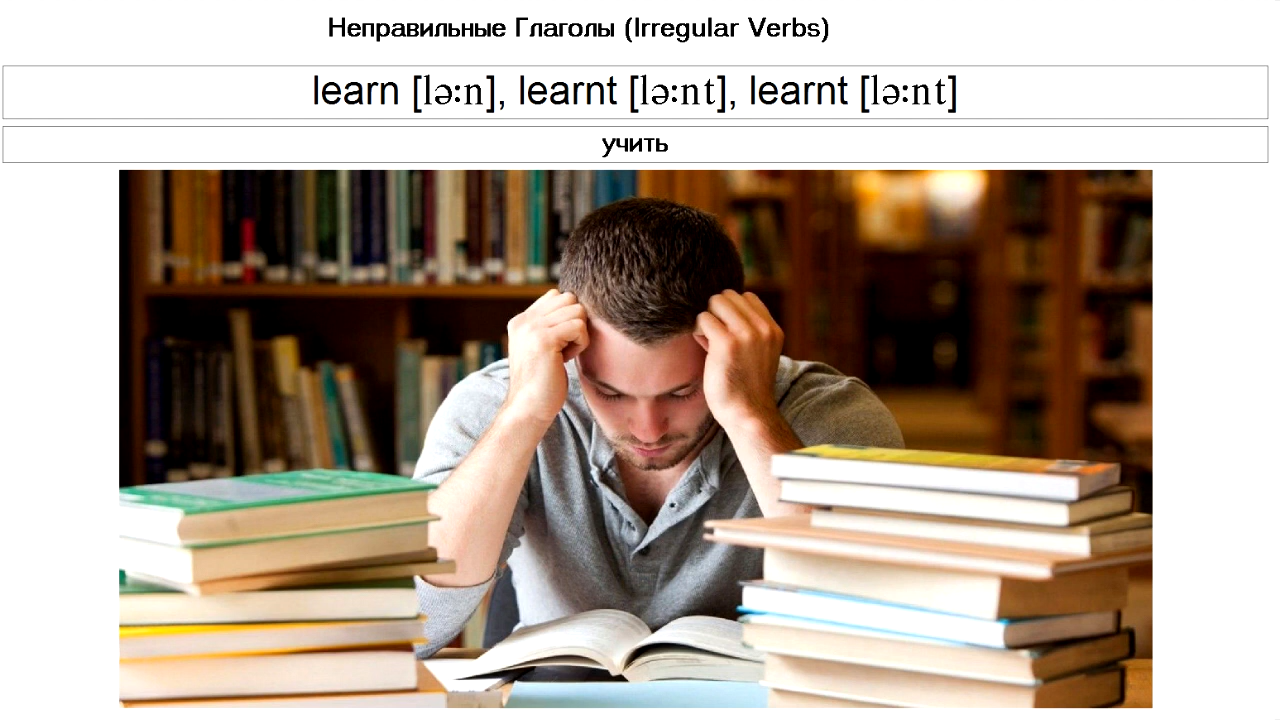 Неправильные Глаголы (Irregular Verbs)
learn [lə:n], learnt [lə:nt], learnt [lə:nt]
учить